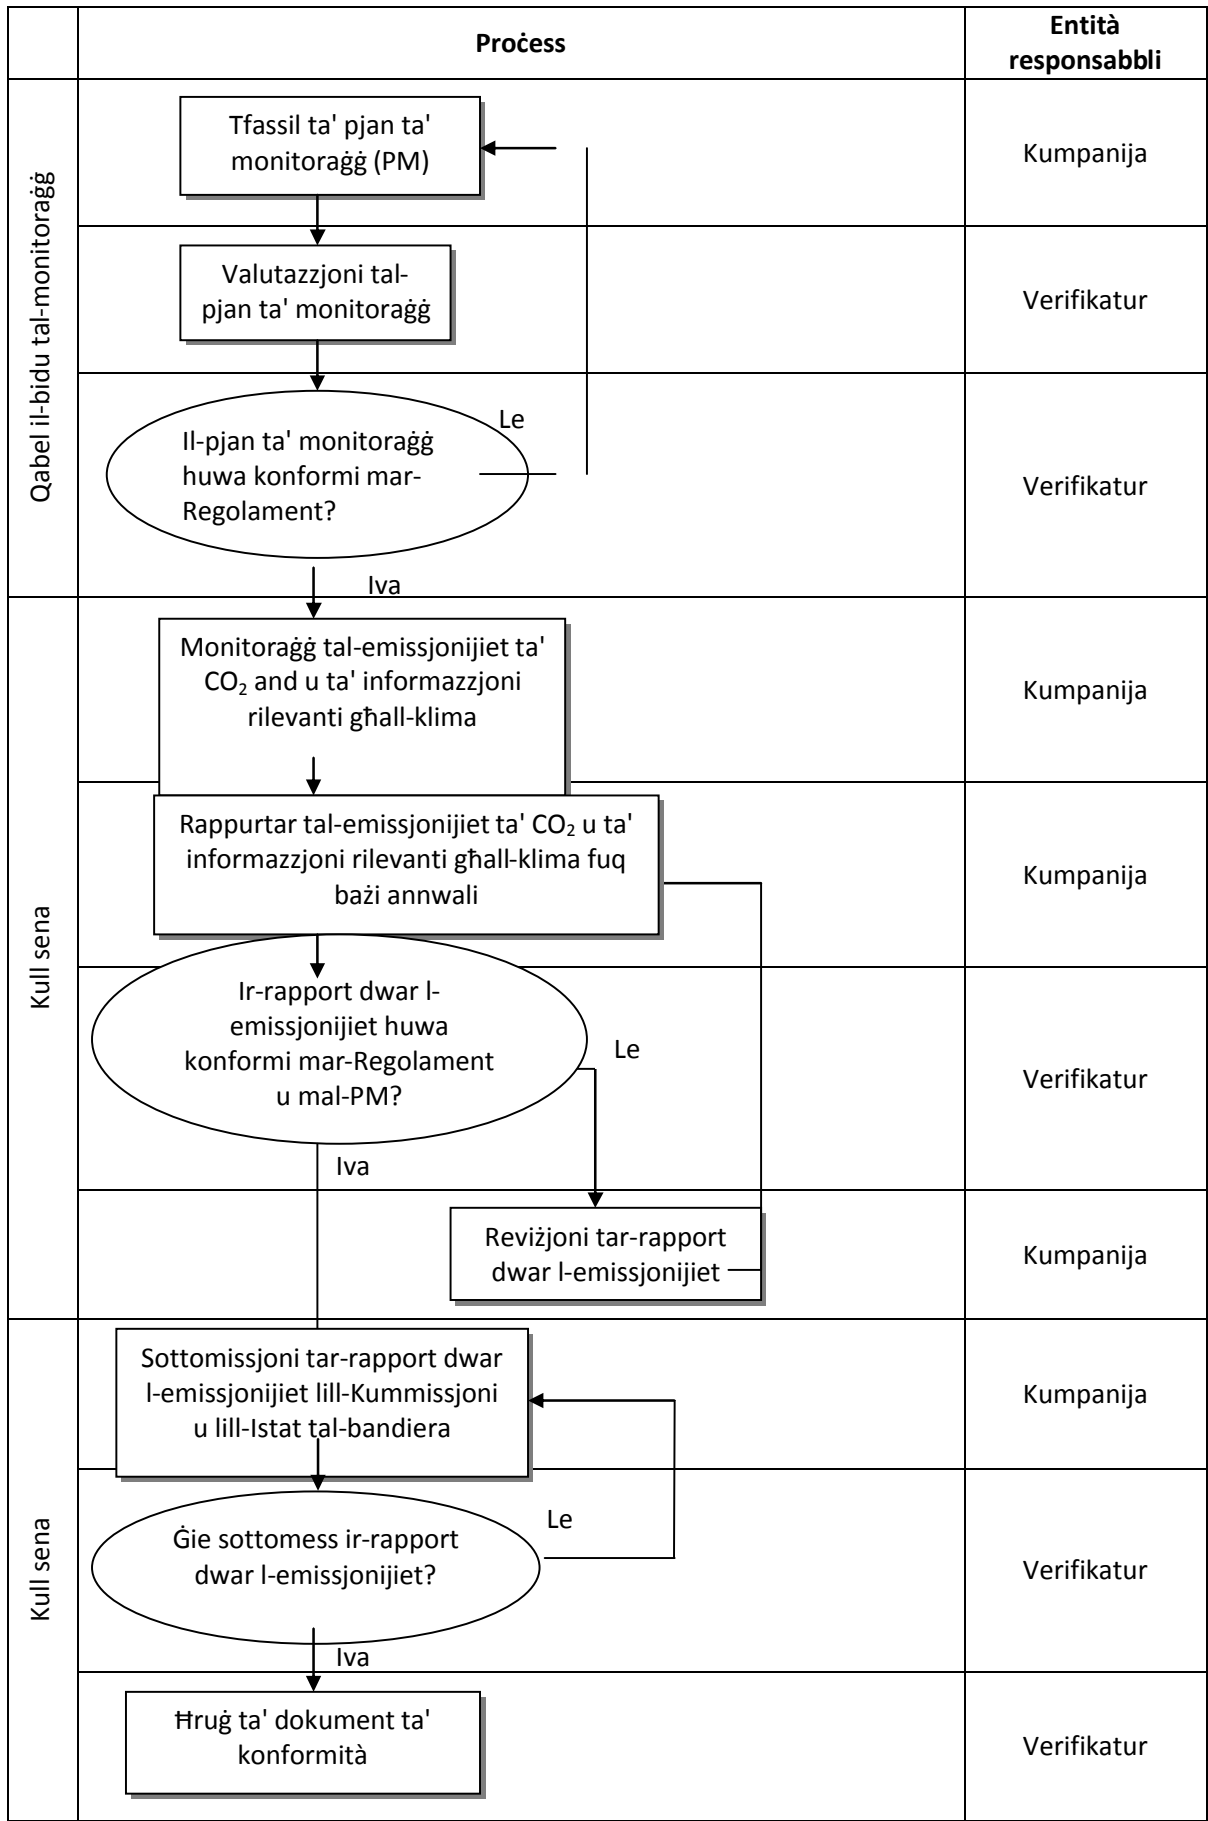 Proċess
Entità
responsabbli
Qabel il-bidu tal-monitoraġġ
Tfassil ta' pjan ta'
monitoraġġ (PM)
Kumpanija
Valutazzjoni tal-
pjan ta' monitoraġġ
Verifikatur
Le
Il-pjan ta' monitoraġġ
huwa konformi mar-
Regolament?
Verifikatur
Iva
Kull sena
Monitoraġġ tal-emissjonijiet ta'
CO₂ and u ta' informazzjoni
rilevanti għall-klima
Kumpanija
Rappurtar tal-emissjonijiet ta' CO₂ u ta'
informazzjoni rilevanti għall-klima fuq
bażi annwali
Kumpanija
Ir-rapport dwar l-
emissjonijiet huwa
konformi mar-Regolament
u mal-PM?
Le
Verifikatur
Iva
Reviżjoni tar-rapport
dwar l-emissjonijiet
Kumpanija
Kull sena
Sottomissjoni tar-rapport dwar
l-emissjonijiet lill-Kummissjoni
u lill-Istat tal-bandiera
Kumpanija
Le
Ġie sottomess ir-rapport
dwar l-emissjonijiet?
Verifikatur
Iva
Ħruġ ta' dokument ta'
konformità
Verifikatur